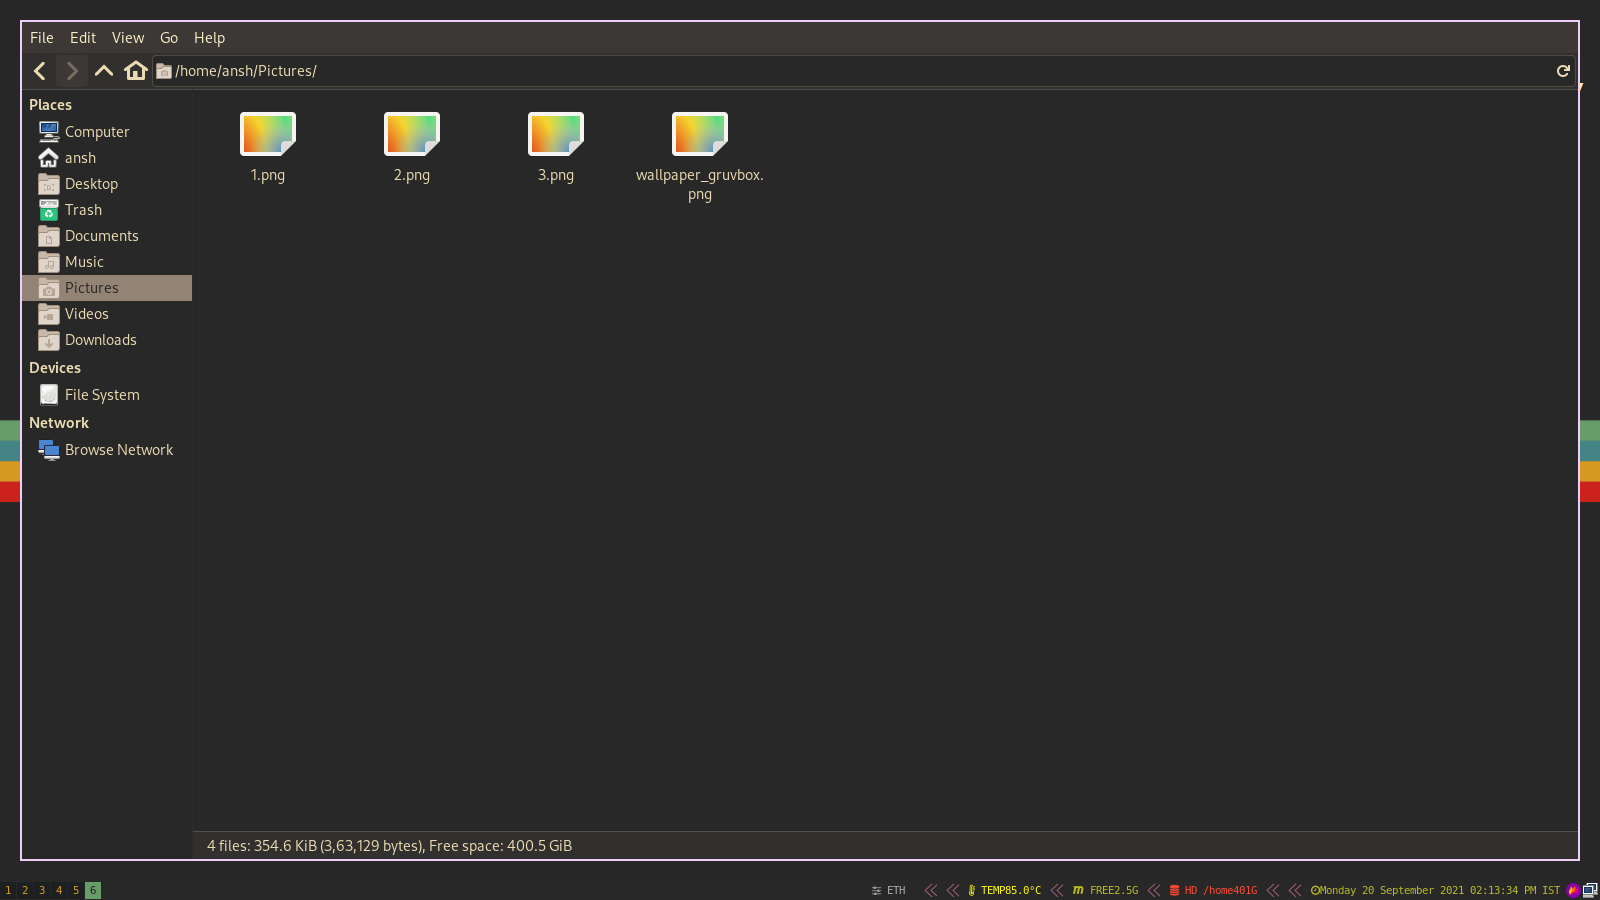 File Edit View Go Help
/home/ansh/Pictures/
Places
Computer
ansh
Desktop
Trash
Documents
Music
Pictures
Videos
Downloads
Devices
File System
Network
Browse Network
1.png
2.png
3.png
wallpaper_gruvbox.
png
4 files: 354.6 KiB (3,63,129 bytes), Free space: 400.5 GiB
1 2 3 4 5 6
ETH TEMP85.0°C FREE2.5G HD /home401G Monday 20 September 2021 02:13:34 PM IST